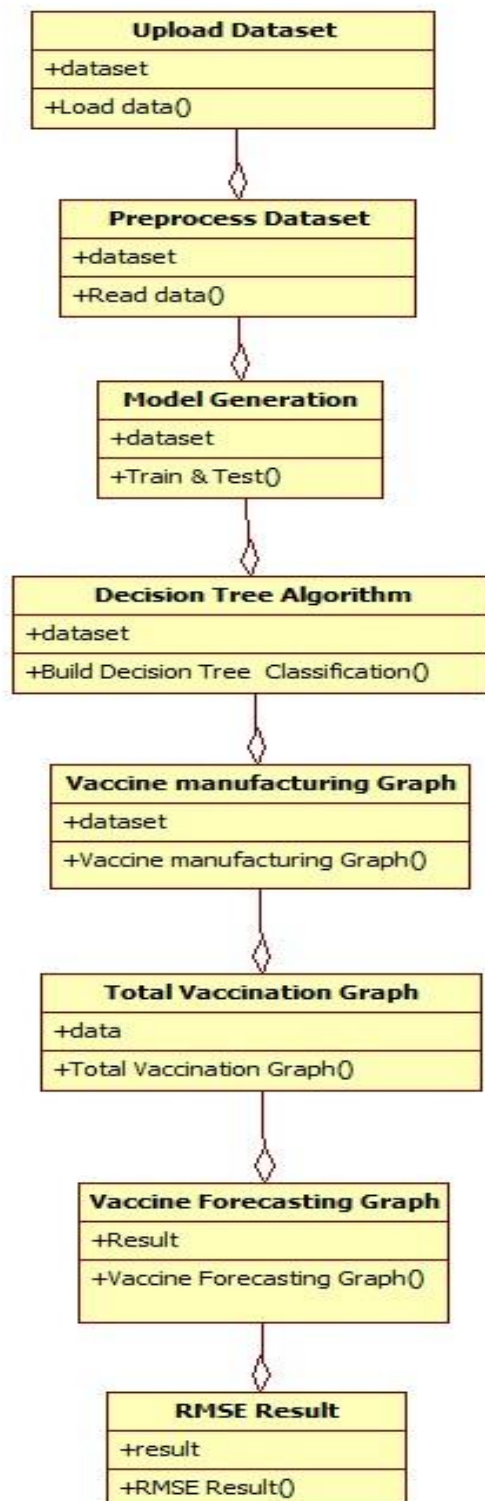 Upload Dataset
+dataset
+Load data()
Preprocess Dataset
+dataset
+Read data()
Model Generation
+dataset
+Train & Test()
Decision Tree Algorithm
+dataset
+Build Decision Tree Classification()
Vaccine manufacturing Graph
+dataset
+Vaccine manufacturing Graph()
Total Vaccination Graph
+data
+Total Vaccination Graph()
Vaccine Forecasting Graph
+Result
+Vaccine Forecasting Graph()
RMSE Result
+result
+RMSE Result()